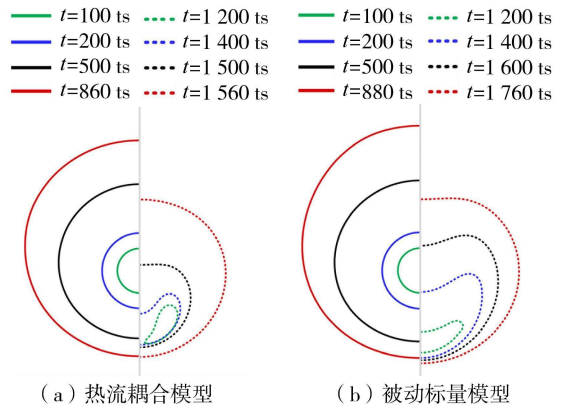 t=100 ts t=1 200 ts t=100 ts t=1 200 ts
t=200 ts t=1 400 ts t=200 ts t=1 400 ts
t=500 ts t=1 500 ts t=500 ts t=1 600 ts
t=860 ts t=1 560 ts t=880 ts t=1 760 ts
（a）热流耦合模型 （b）被动标量模型